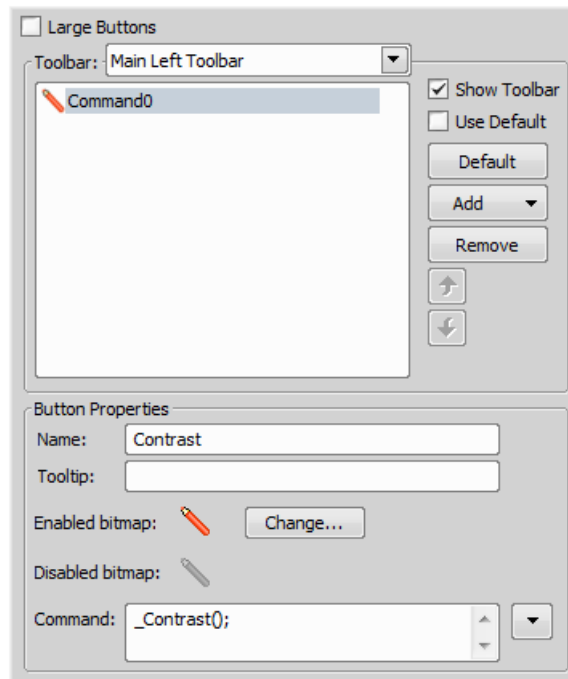 Large Buttons
Toolbar: Main Left Toolbar
Command0
Show Toolbar
Use Default
Default
Add
Remove
Button Properties
Name: Contrast
Tooltip:
Enabled bitmap: Change...
Disabled bitmap:
Command: _Contrast();